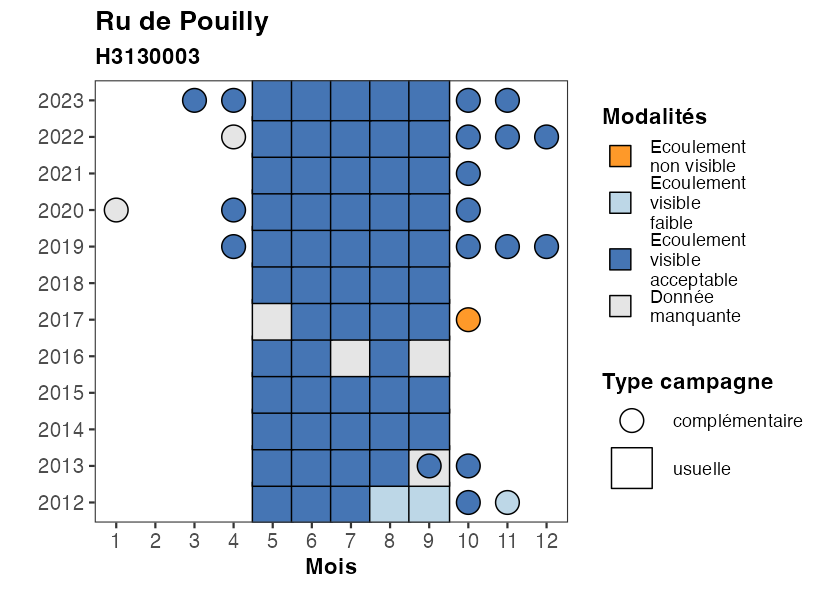 Ru de Pouilly
H3130003
2023
2022
2021
2020
2019
2018
2017
2016
2015
2014
2013
2012
1 2 3 4 5 6 7 8 9 10 11 12
Mois
Modalités
Ecoulement
non visible
Ecoulement
visible
faible
Ecoulement
visible
acceptable
Donnée
manquante
Type campagne
complémentaire
usuelle